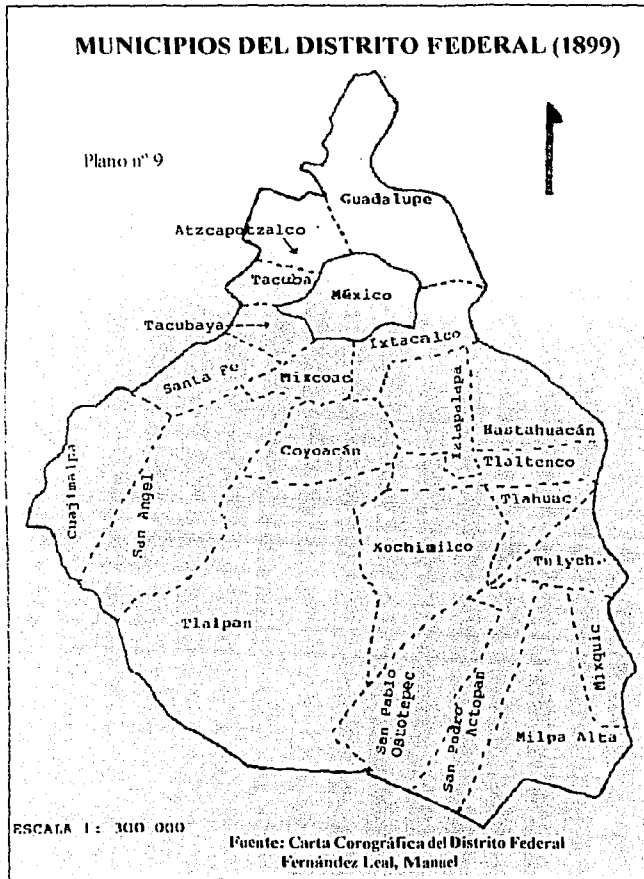 MUNICIPIOS DEL DISTRITO FEDERAL (1899)
Plano nº 9
Guadalupe
Atzcapotzalco
Tacuba
México
Tacubaya
Ixtacalco
Santa Fe
Mixcoac
Iztapalapa
Hastahuacán
Coyoacán
Tlaltenco
Cuajimalpa
San Angel
Tlahuac
Xochimilco
Tulych.
Tlalpan
Mixquic
San Pablo
Ostotepec
San Pedro
Actopan
Milpa Alta
ESCALA 1: 300 000
Fuente: Carta Corográfica del Distrito Federal
Fernández Leal, Manuel